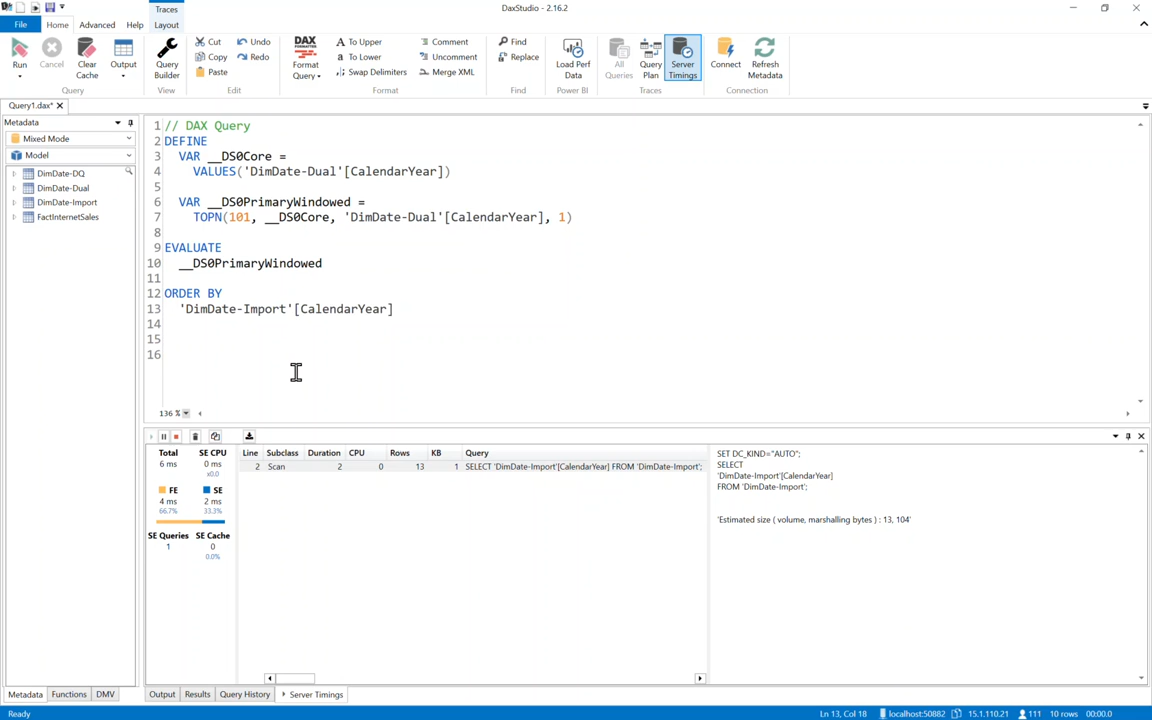 Traces
DaxStudio - 2.16.2
File Home Advanced Help Layout
Run
Cancel
Clear
Cache
Output
Query
Query
Builder
View
Cut
Copy
Paste
Undo
Redo
Edit
DAX
FORMATTER
Format
Query
To Upper
To Lower
Swap Delimiters
Comment
Uncomment
Merge XML
Format
Find
Replace
Find
Load Perf
Data
Power BI
All
Queries
Query
Plan
Server
Timings
Traces
Connect
Refresh
Metadata
Connection
Query1.dax*
Metadata
Mixed Mode
Model
DimDate-DQ
DimDate-Dual
DimDate-Import
FactInternetSales
1 // DAX Query
2 DEFINE
3 VAR __DS0Core =
4 VALUES('DimDate-Dual'[CalendarYear])
5
6 VAR __DS0PrimaryWindowed =
7 TOPN(101, __DS0Core, 'DimDate-Dual'[CalendarYear], 1)
8
9 EVALUATE
10 __DS0PrimaryWindowed
11
12 ORDER BY
13 'DimDate-Import'[CalendarYear]
14
15
16
136 %
Total SE CPU
6 ms 0 ms
x0.0
FE SE
4 ms 2 ms
66.7% 33.3%
SE Queries SE Cache
1 0
0.0%
Line Subclass Duration CPU Rows KB Query
2 Scan 2 0 13 1 SELECT 'DimDate-Import'[CalendarYear] FROM 'DimDate-Import';
SET DC_KIND="AUTO";
SELECT
'DimDate-Import'[CalendarYear]
FROM 'DimDate-Import';
'Estimated size ( volume, marshalling bytes ) : 13, 104'
Metadata Functions DMV
Output Results Query History Server Timings
Ready
Ln 13, Col 18 localhost:50882 15.1.110.21 111 10 rows 00:00.0